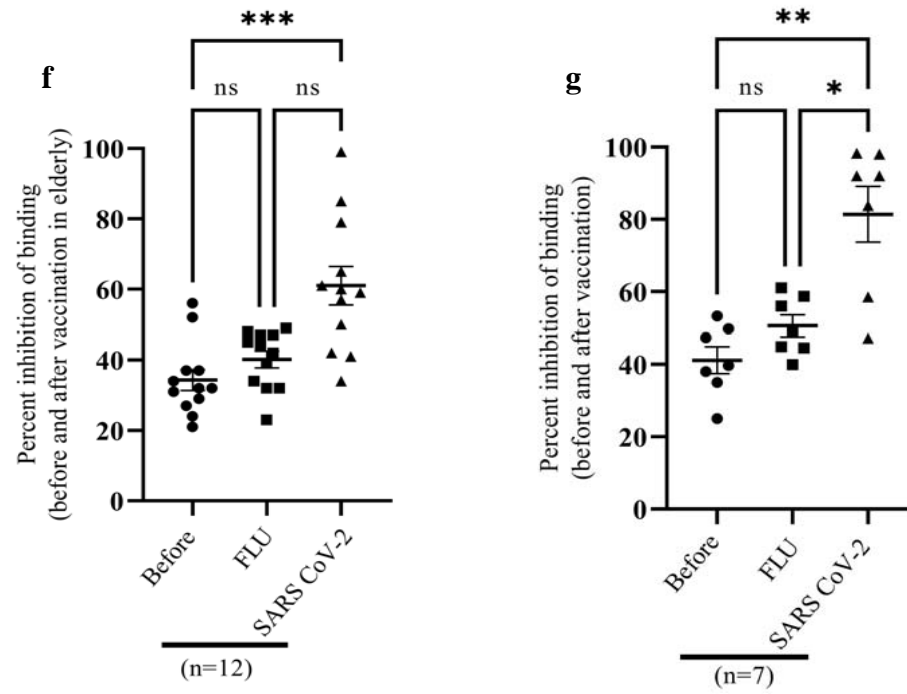 f
***
ns
ns
Percent inhibition of binding
(before and after vaccination in elderly)
100
80
60
40
20
0
Before
FLU
SARS CoV-2
(n=12)
g
**
ns
*
Percent inhibition of binding
(before and after vaccination)
100
80
60
40
20
0
Before
FLU
SARS CoV-2
(n=7)